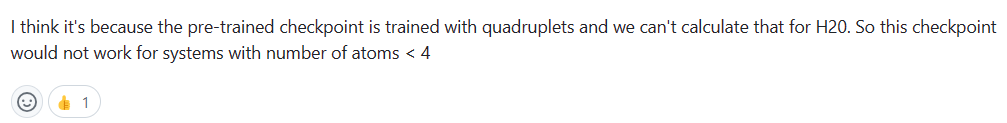 I think it's because the pre-trained checkpoint is trained with quadruplets and we can't calculate that for H20. So this checkpoint
would not work for systems with number of atoms < 4
1